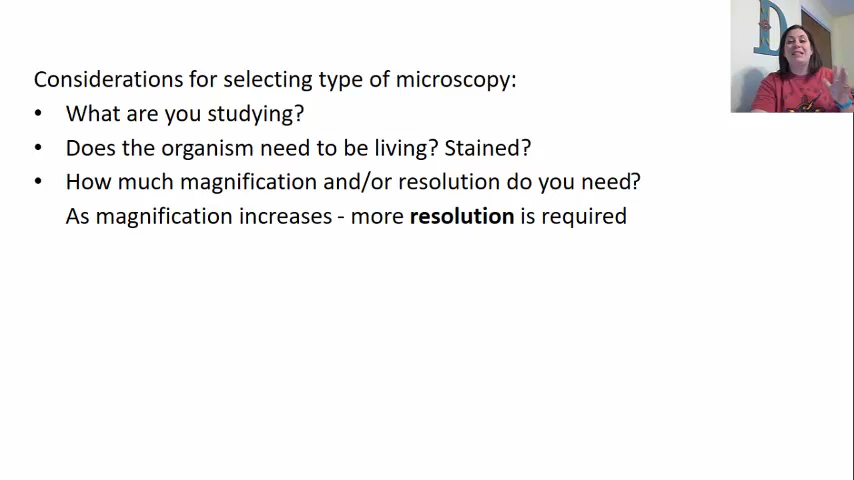 Considerations for selecting type of microscopy:
• What are you studying?
• Does the organism need to be living? Stained?
• How much magnification and/or resolution do you need?
As magnification increases - more resolution is required
D